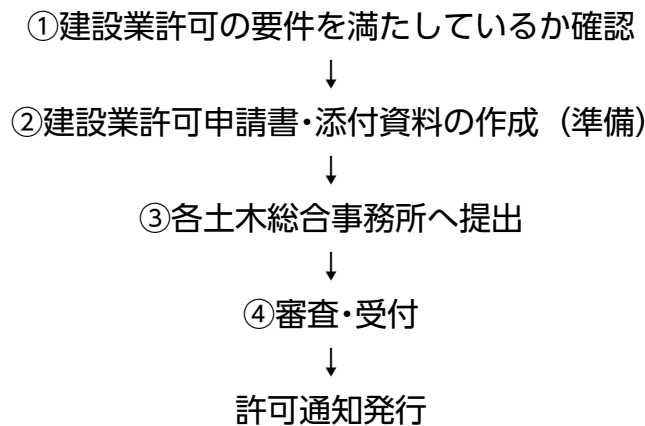 ①建設業許可の要件を満たしているか確認
↓
②建設業許可申請書･添付資料の作成（準備）
↓
③各土木総合事務所へ提出
↓
④審査･受付
↓
許可通知発行